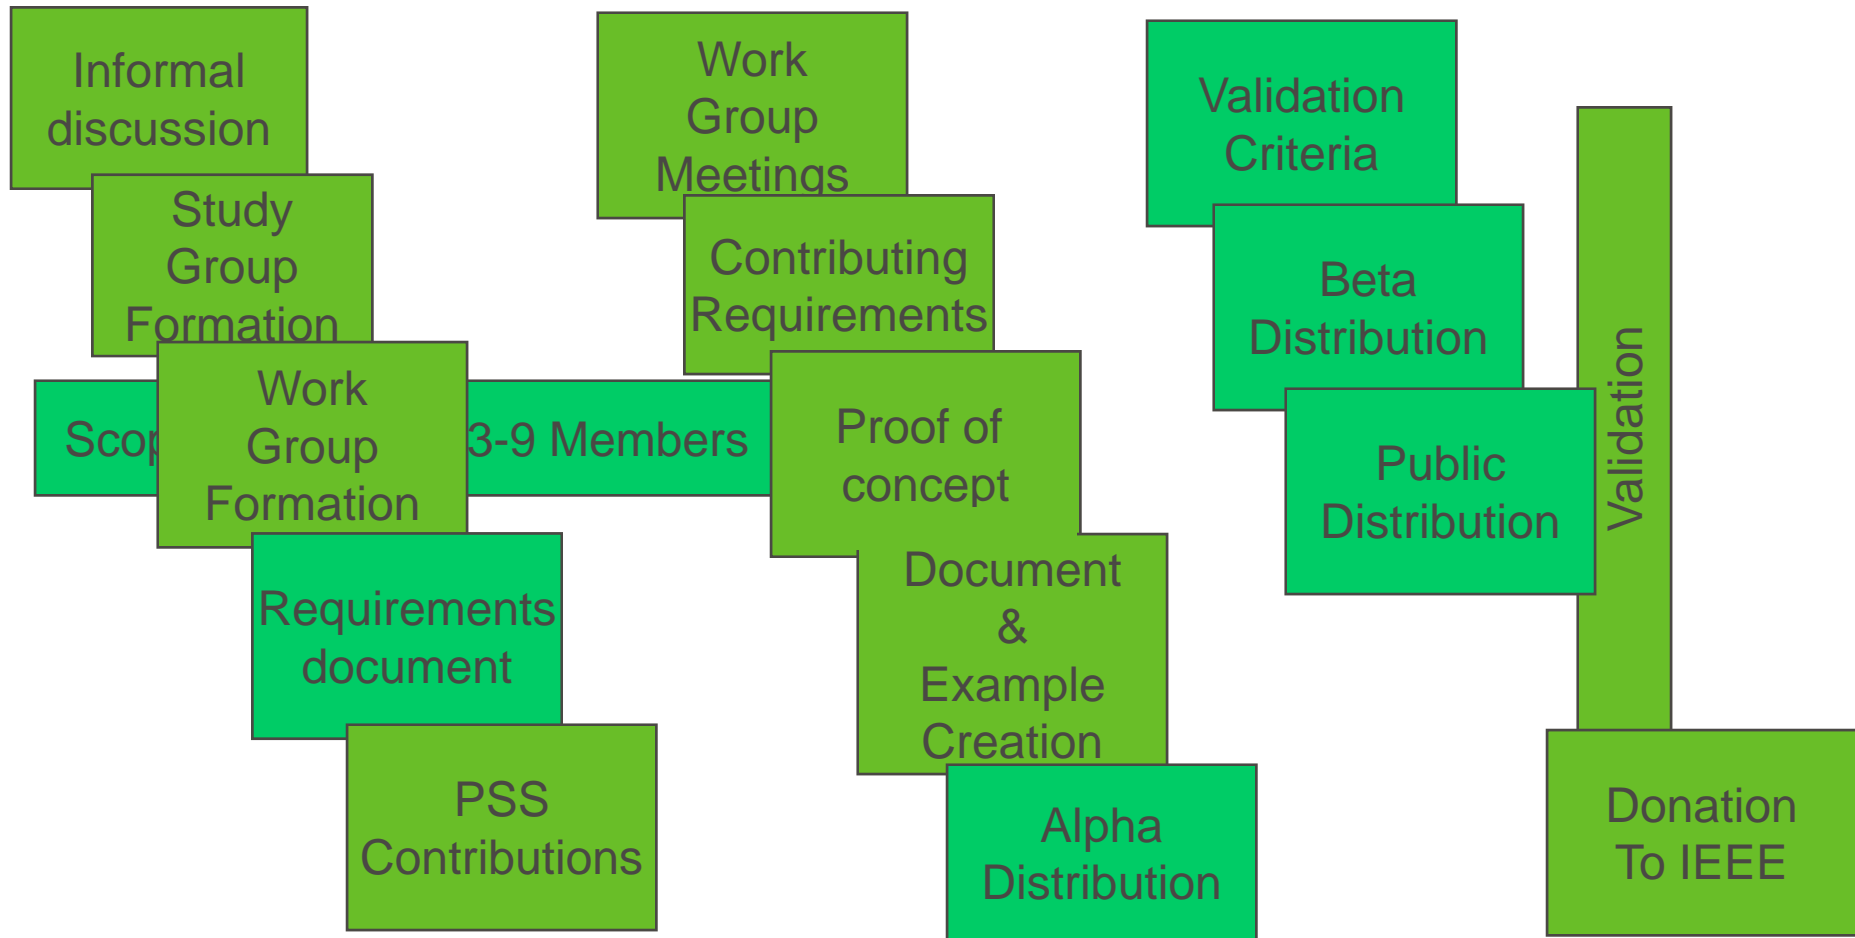 Informal
discussion
Study
Group
Formation
Work
Group
Formation
3-9 Members
Requirements
document
PSS
Contributions
Work
Group
Meetings
Contributing
Requirements
Proof of
concept
Document
&
Example
Creation
Alpha
Distribution
Validation
Criteria
Beta
Distribution
Public
Distribution
Validation
Donation
To IEEE